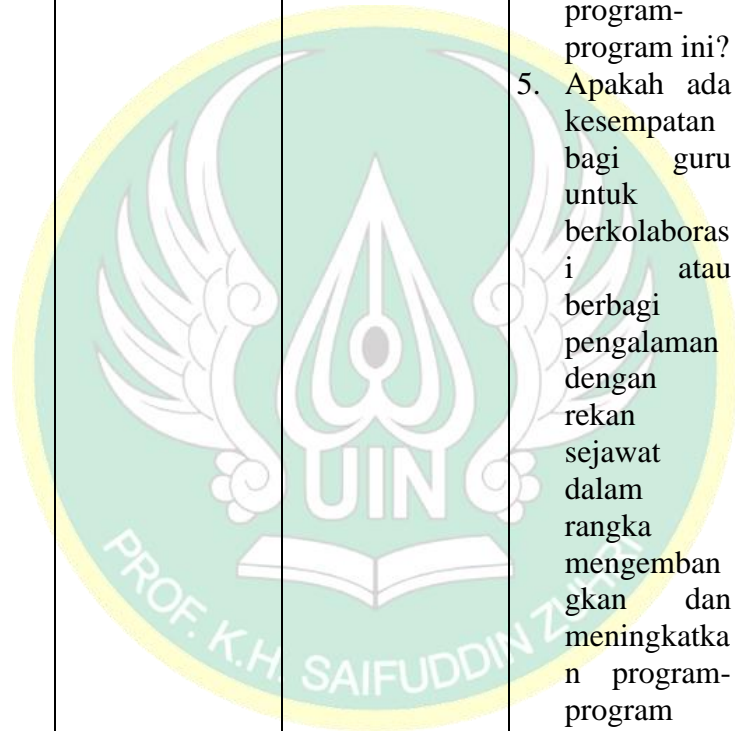 program-
program ini?
5. Apakah ada
kesempatan
bagi guru
untuk
berkolaboras
i atau
berbagi
pengalaman
dengan
rekan
sejawat
dalam
rangka
mengemban
gkan dan
meningkatka
n program-
program
UIN
PROF. K.H. SAIFUDDIN ZUHRI